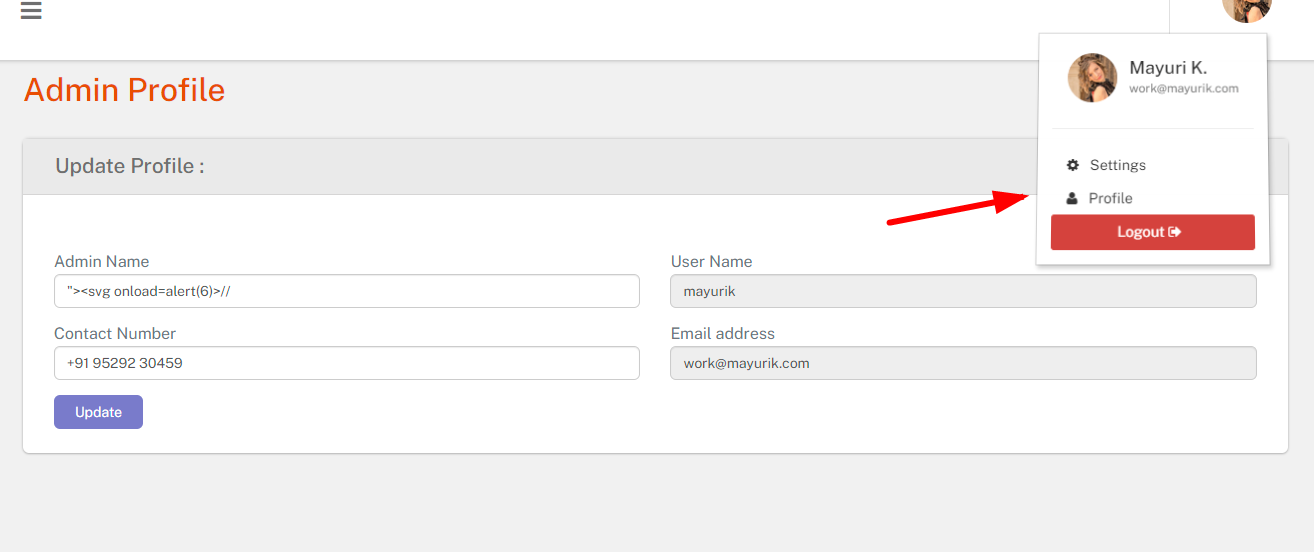 Mayuri K.
work@mayurik.com
Settings
Profile
Logout
Admin Profile
Update Profile :
Admin Name
"><svg onload=alert(6)>//
User Name
mayurik
Contact Number
+91 95292 30459
Email address
work@mayurik.com
Update